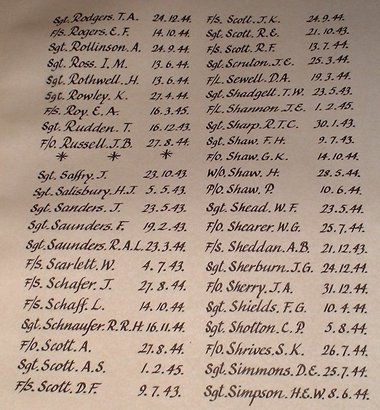 Sgt. Rodgers. T. A. 24.12.44.
F/S. Rogers. E. F. 14.10.44.
Sgt. Rollinson. A. 24.9.44.
Sgt. Ross. I. M. 13.6.44.
Sgt. Rothwell. H. 13.6.44.
Sgt. Rowley. K. 27.4.44.
F/S. Roy. E. A. 16.3.45.
Sgt. Rudden. T. 16.12.43.
F/O. Russell. J. B. 27.8.44.
* * *
Sgt. Saffry. J. 23.10.43.
Sgt. Salisbury. H. J. 5.5.43.
Sgt. Sanders. J. 23.5.43.
Sgt. Saunders. F. 19.2.43.
Sgt. Saunders. R. A. L. 23.3.44.
F/S. Scarlett. W. 4.7.43.
F/S. Schafer. J. 27.8.44.
F/S. Schaff. L. 14.10.44.
Sgt. Schnaufer. R. R. H. 16.11.44.
F/O. Scott. A. 27.8.44.
Sgt. Scott. A. S. 1.2.45.
F/S. Scott. D. F. 9.7.43.
F/S. Scott. J. K. 24.9.44.
Sgt. Scott. R. E. 21.10.43.
F/S. Scott. R. F. 13.7.44.
Sgt. Scruton. J. E. 25.3.44.
F/L. Sewell. D. A. 19.3.44.
Sgt. Shadgell. T. W. 23.5.43.
F/L. Shannon. J. E. 1.2.45.
Sgt. Sharp. R. T. C. 30.1.43.
Sgt. Shaw. F. H. 9.7.43.
F/O. Shaw. G. K. 14.10.44.
W/O. Shaw. H. 28.5.44.
P/O. Shaw. P. 10.6.44.
Sgt. Shead. W. F. 23.5.44.
F/O. Shearer. W. G. 25.7.44.
F/S. Sheddan. A. B. 21.12.43.
Sgt. Sherburn. J. G. 24.12.44.
F/O. Sherry. J. A. 31.12.44.
Sgt. Shields. F. G. 10.4.44.
Sgt. Shotton. C. P. 5.8.44.
F/O. Shrives. S. K. 26.7.44.
Sgt. Simmons. D. E. 25.7.44.
Sgt. Simpson. H. E. W. 8.6.44.